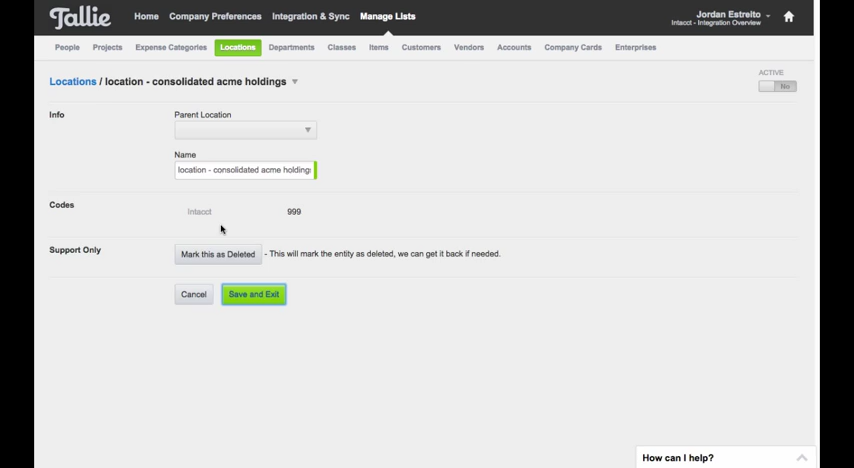 Tallie
Home Company Preferences Integration & Sync Manage Lists
Jordan Estreito
Intacct - Integration Overview
People Projects Expense Categories Locations Departments Classes Items Customers Vendors Accounts Company Cards Enterprises
Locations / location - consolidated acme holdings
ACTIVE
No
Info
Parent Location
Name
location - consolidated acme holdings
Codes
Intacct 999
Support Only
Mark this as Deleted - This will mark the entity as deleted, we can get it back if needed.
Cancel Save and Exit
How can I help?